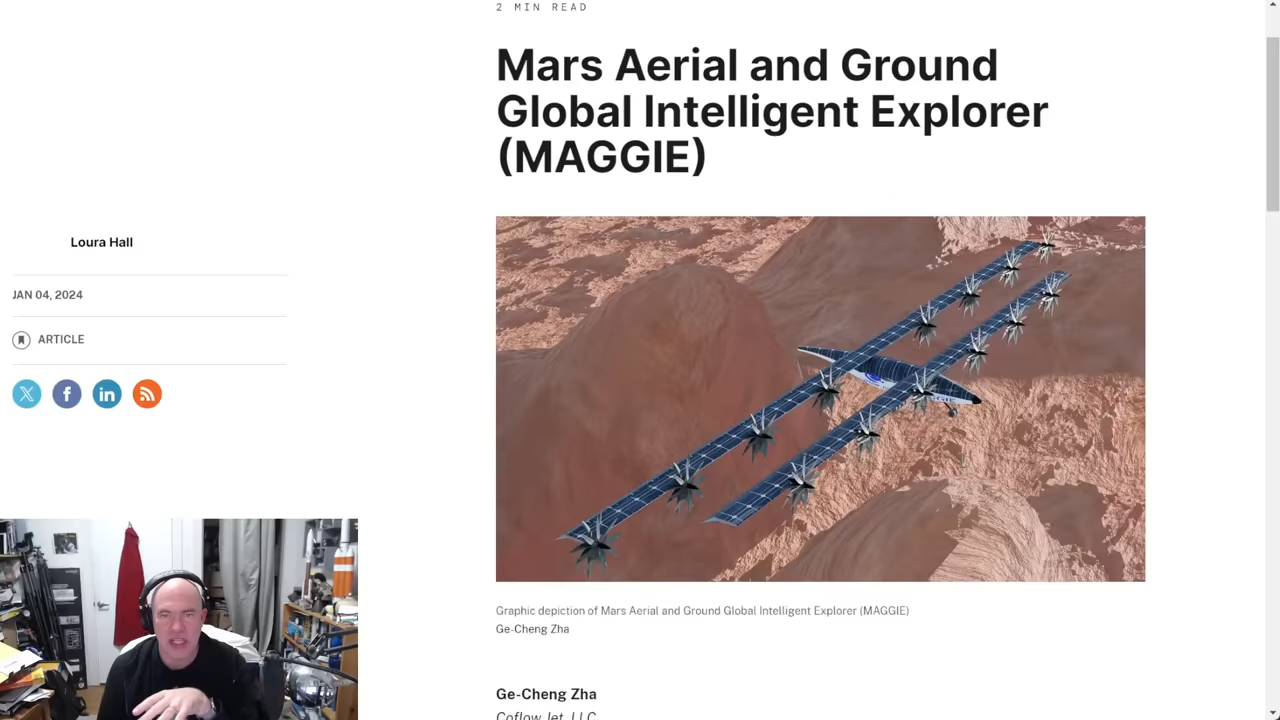 2 MIN READ
Mars Aerial and Ground
Global Intelligent Explorer
(MAGGIE)
Loura Hall
JAN 04, 2024
ARTICLE
Graphic depiction of Mars Aerial and Ground Global Intelligent Explorer (MAGGIE)
Ge-Cheng Zha
Ge-Cheng Zha
Coflow Jet, LLC